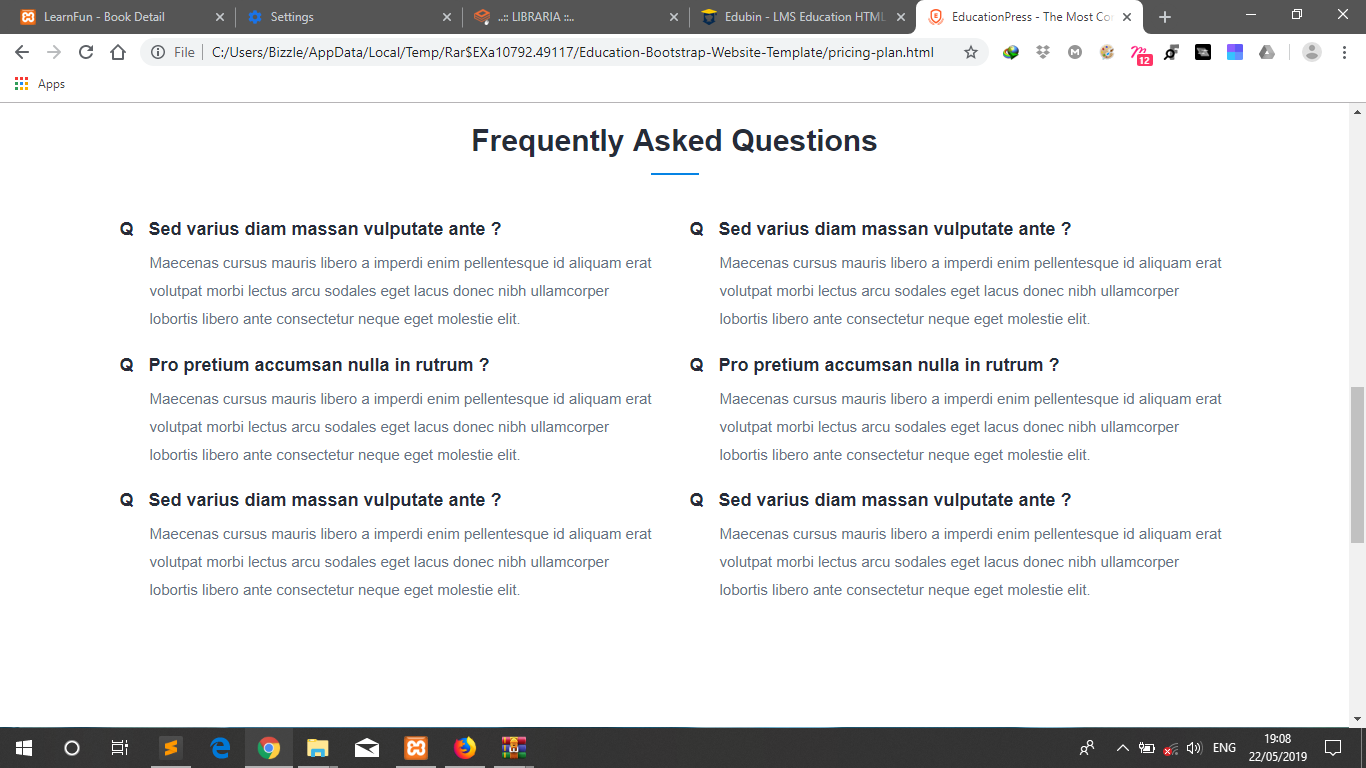 LearnFun - Book Detail
Settings
..:: LIBRARIA ::..
Edubin - LMS Education HTML
EducationPress - The Most Co
File
C:/Users/Bizzle/AppData/Local/Temp/Rar$EXa10792.49117/Education-Bootstrap-Website-Template/pricing-plan.html
12
Apps
Frequently Asked Questions
Q Sed varius diam massan vulputate ante ?
Maecenas cursus mauris libero a imperdi enim pellentesque id aliquam erat
volutpat morbi lectus arcu sodales eget lacus donec nibh ullamcorper
lobortis libero ante consectetur neque eget molestie elit.
Q Pro pretium accumsan nulla in rutrum ?
Maecenas cursus mauris libero a imperdi enim pellentesque id aliquam erat
volutpat morbi lectus arcu sodales eget lacus donec nibh ullamcorper
lobortis libero ante consectetur neque eget molestie elit.
Q Sed varius diam massan vulputate ante ?
Maecenas cursus mauris libero a imperdi enim pellentesque id aliquam erat
volutpat morbi lectus arcu sodales eget lacus donec nibh ullamcorper
lobortis libero ante consectetur neque eget molestie elit.
Q Sed varius diam massan vulputate ante ?
Maecenas cursus mauris libero a imperdi enim pellentesque id aliquam erat
volutpat morbi lectus arcu sodales eget lacus donec nibh ullamcorper
lobortis libero ante consectetur neque eget molestie elit.
Q Pro pretium accumsan nulla in rutrum ?
Maecenas cursus mauris libero a imperdi enim pellentesque id aliquam erat
volutpat morbi lectus arcu sodales eget lacus donec nibh ullamcorper
lobortis libero ante consectetur neque eget molestie elit.
Q Sed varius diam massan vulputate ante ?
Maecenas cursus mauris libero a imperdi enim pellentesque id aliquam erat
volutpat morbi lectus arcu sodales eget lacus donec nibh ullamcorper
lobortis libero ante consectetur neque eget molestie elit.
ENG
19:08
22/05/2019